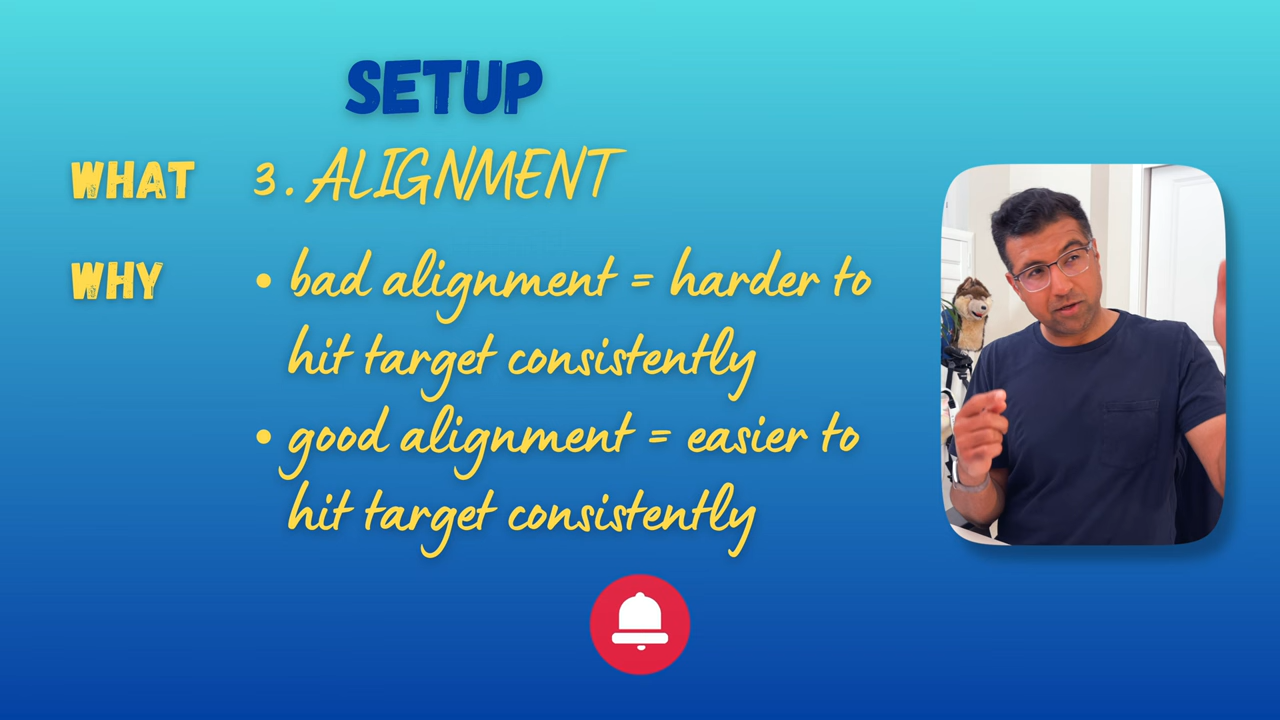 SETUP
WHAT 3. ALIGNMENT
WHY • bad alignment = harder to
hit target consistently
• good alignment = easier to
hit target consistently